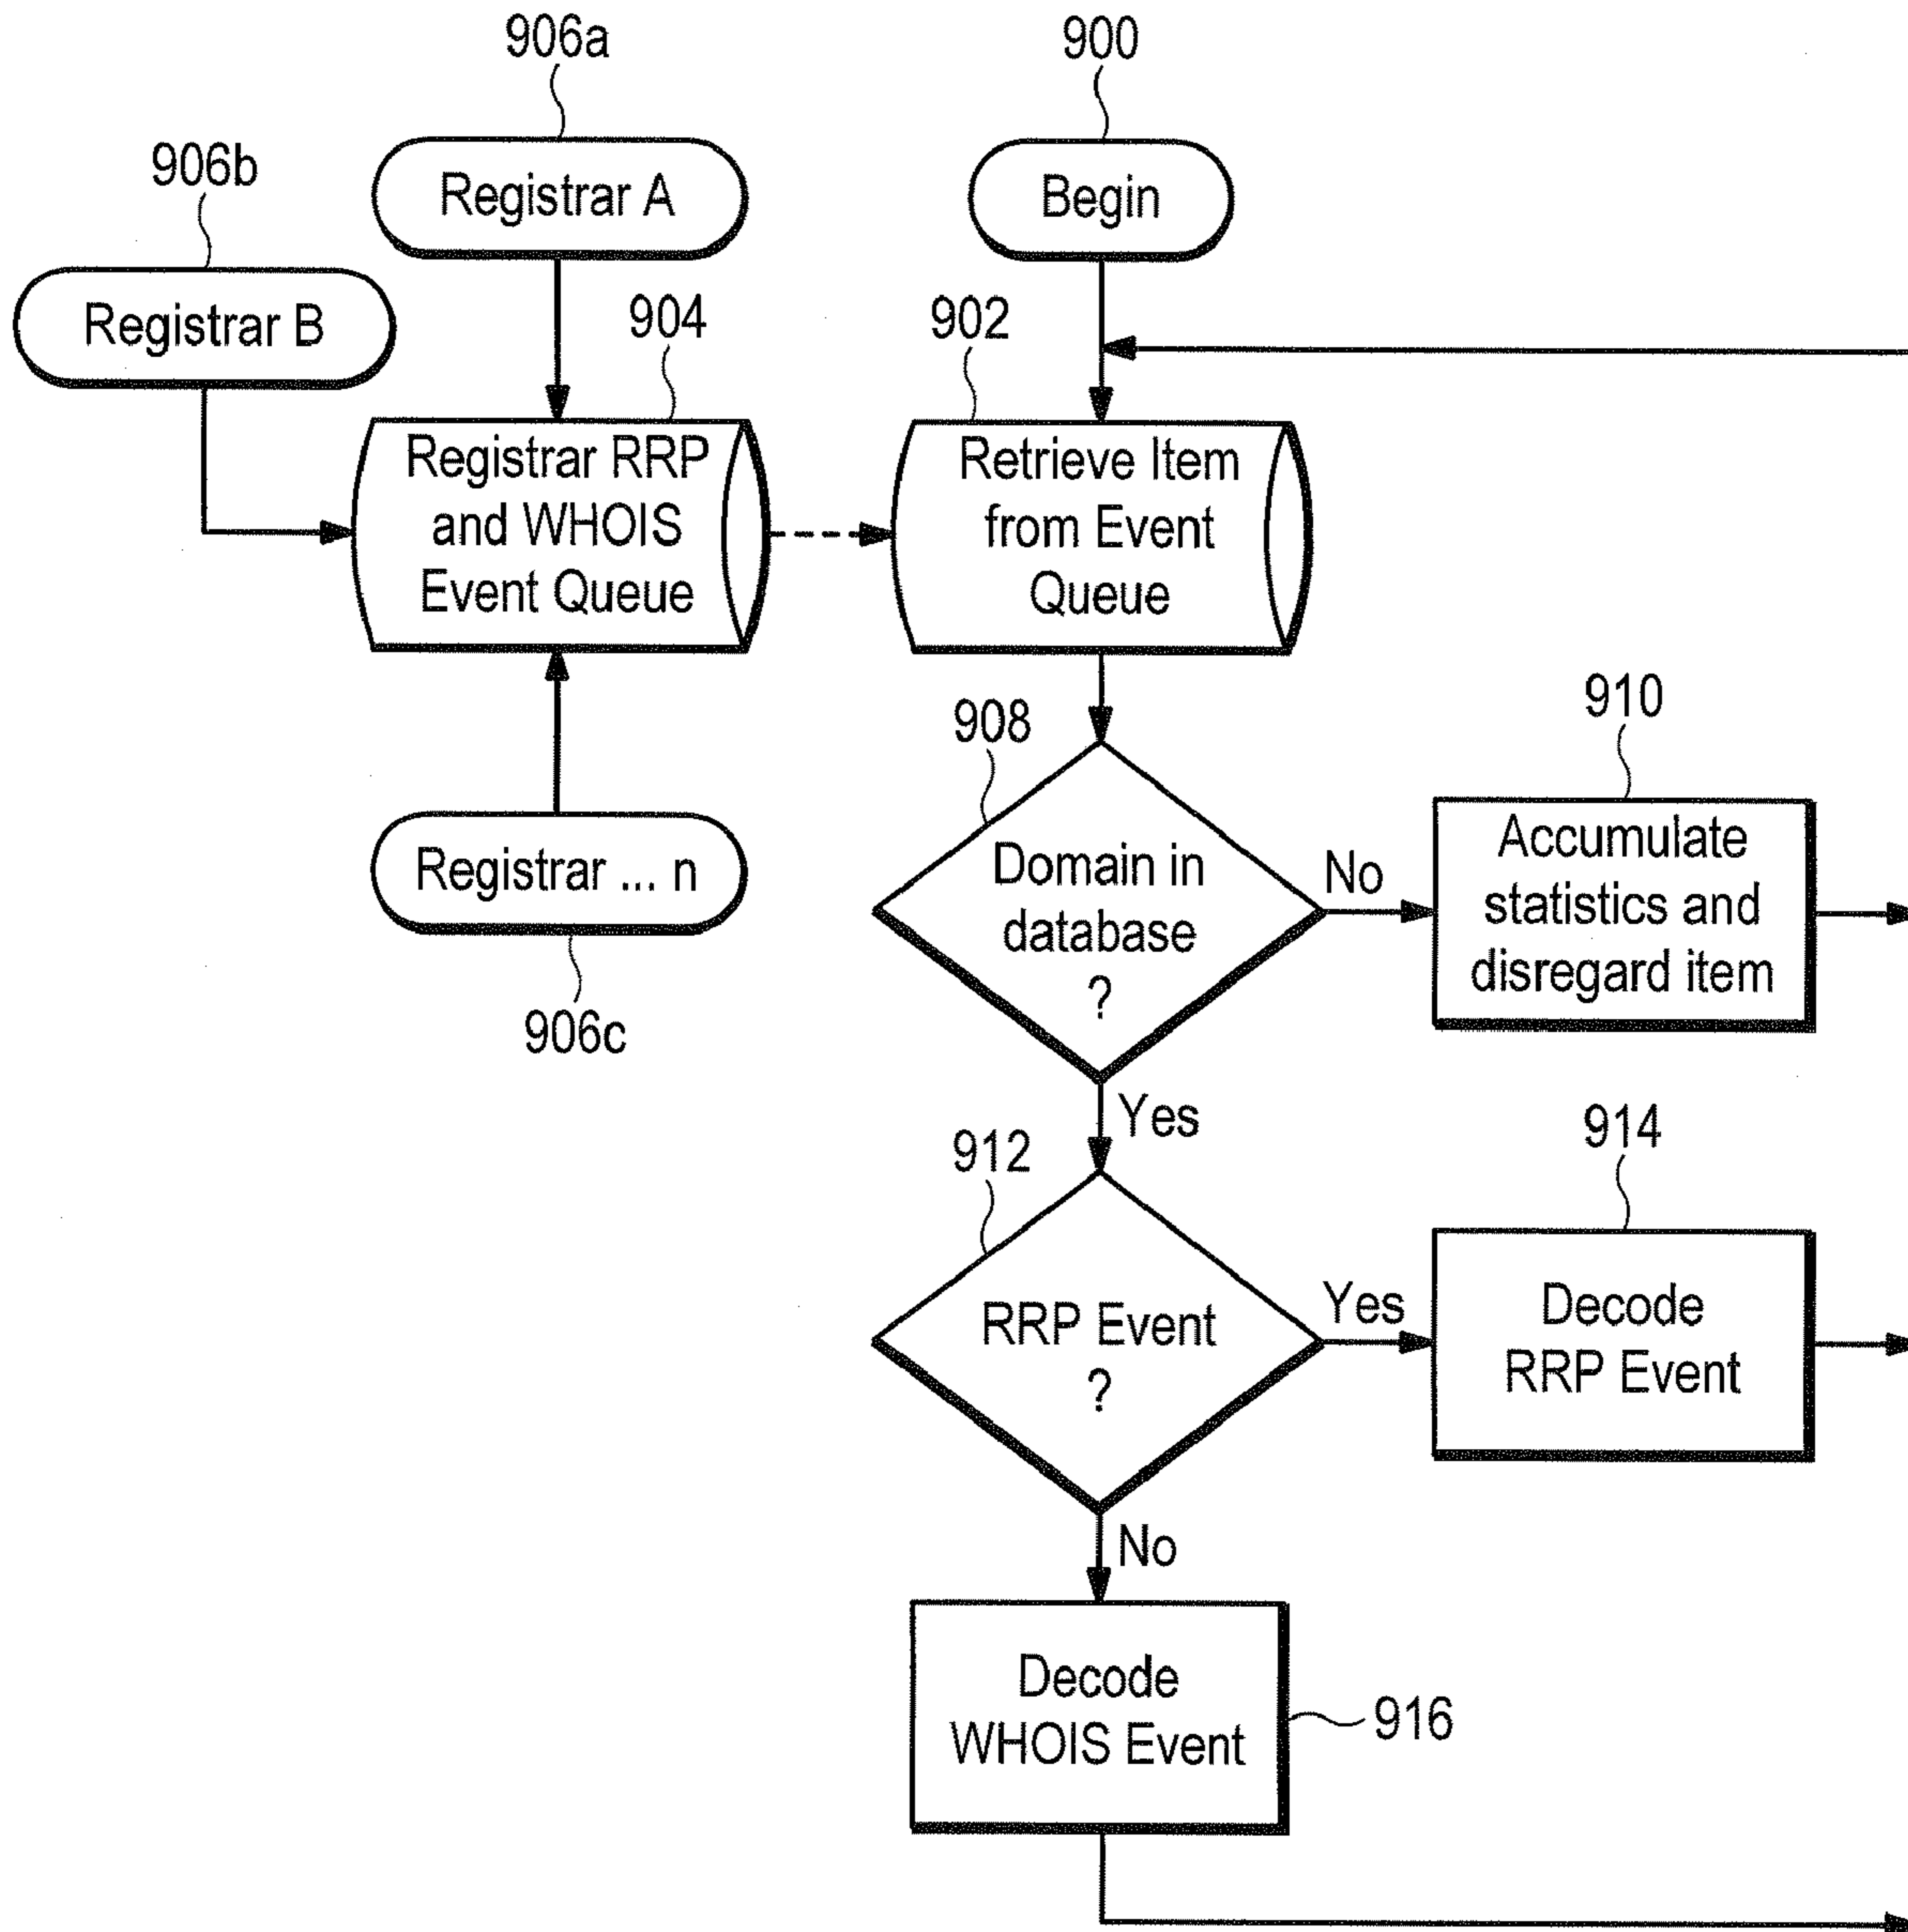 906a
900
906b
Registrar A
Begin
Registrar B
904
902
Registrar RRP
and WHOIS
Event Queue
Retrieve Item
from Event
Queue
908
910
Registrar ... n
906c
Domain in
database
?
No
Accumulate
statistics and
disregard item
Yes
912
914
RRP Event
?
Yes
Decode
RRP Event
No
Decode
WHOIS Event
916